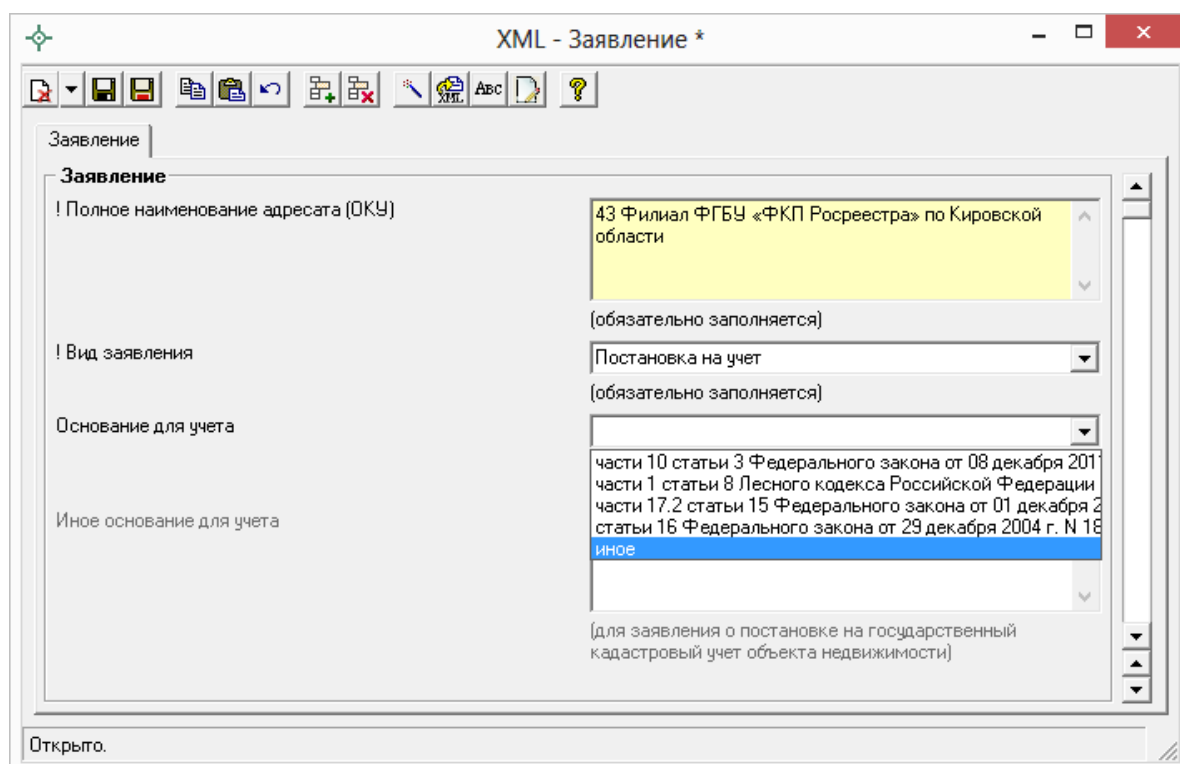 XML - Заявление *
XML ABC ?
Заявление
Заявление
! Полное наименование адресата (ОКУ)
43 Филиал ФГБУ «ФКП Росреестра» по Кировской
области
(обязательно заполняется)
! Вид заявления
Постановка на учет
(обязательно заполняется)
Основание для учета
части 10 статьи 3 Федерального закона от 08 декабря 201
части 1 статьи 8 Лесного кодекса Российской Федерации
части 17.2 статьи 15 Федерального закона от 01 декабря 2
статьи 16 Федерального закона от 29 декабря 2004 г. N 18
иное
Иное основание для учета
(для заявления о постановке на государственный
кадастровый учет объекта недвижимости)
Открыто.